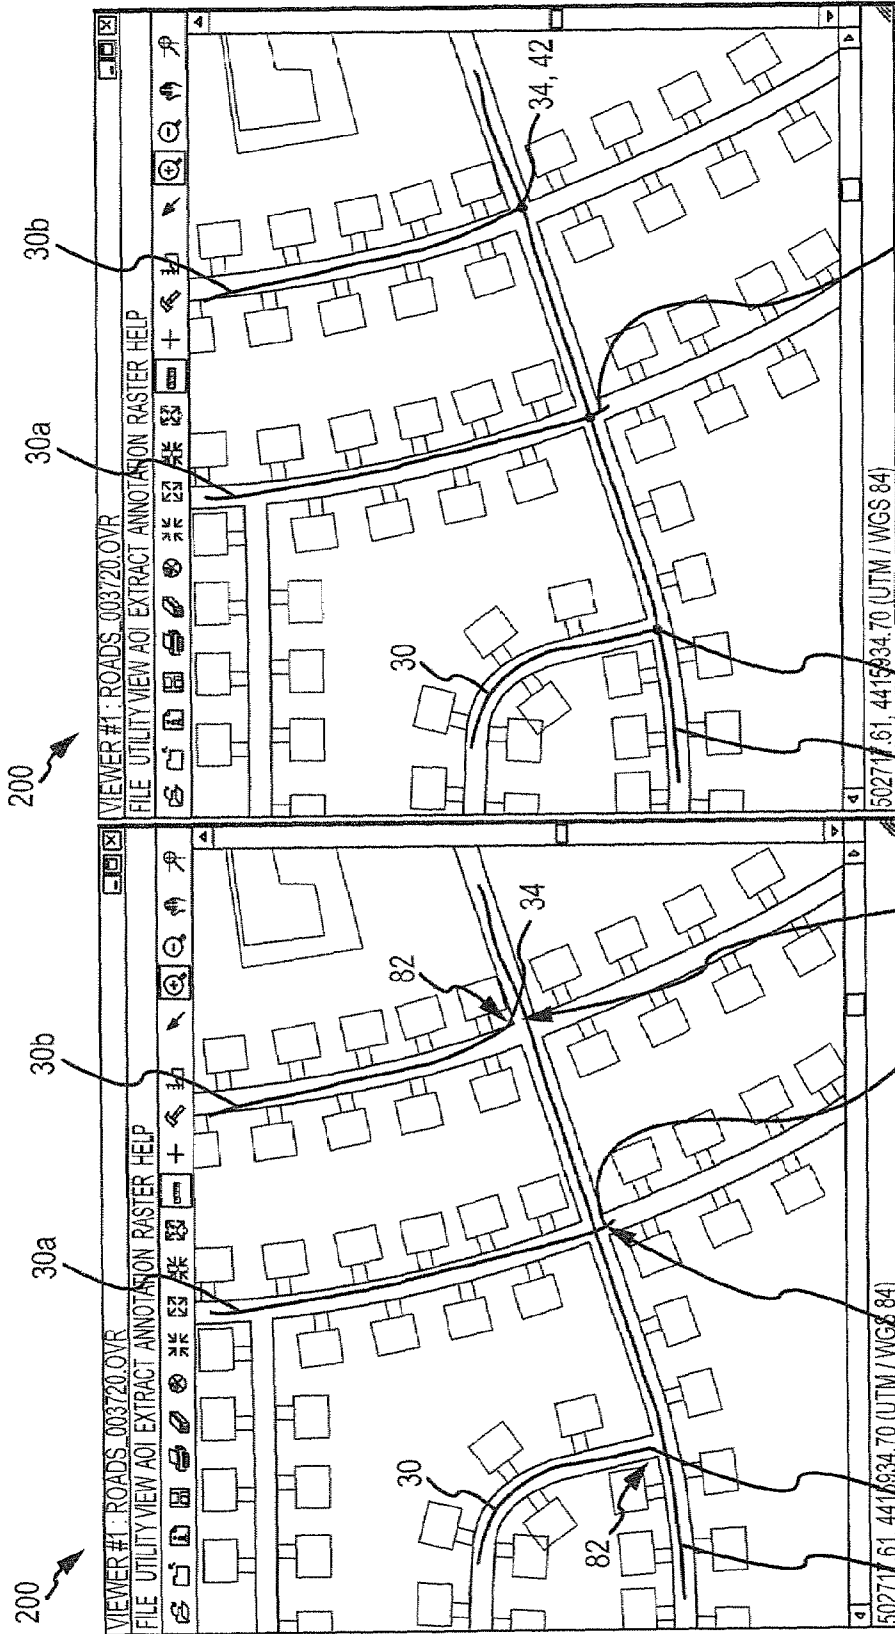 200
30a
30b
VIEWER #1 : ROADS_003720.OVR
FILE UTILITY VIEW AOI EXTRACT ANNOTATION RASTER HELP
30
82
82
34
502717.61, 4415934.70 (UTM / WGS 84)
200
30a
30b
VIEWER #1 : ROADS_003720.OVR
FILE UTILITY VIEW AOI EXTRACT ANNOTATION RASTER HELP
30
34, 42
502717.61, 4415934.70 (UTM / WGS 84)